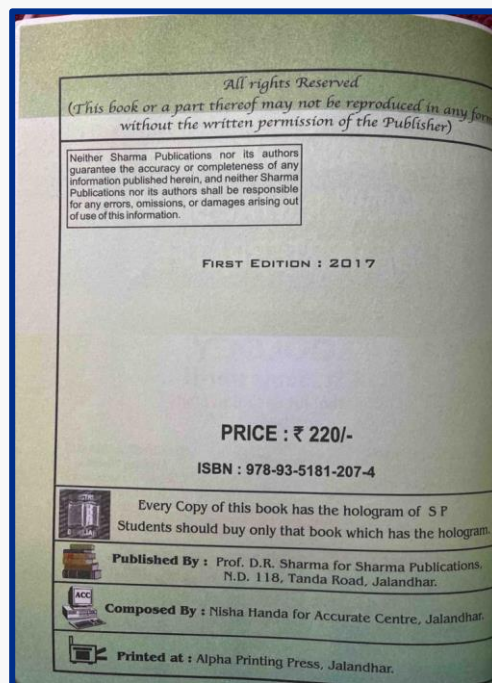 All rights Reserved
(This book or a part thereof may not be reproduced in any form
without the written permission of the Publisher)
Neither Sharma Publications nor its authors
guarantee the accuracy or completeness of any
information published herein, and neither Sharma
Publications nor its authors shall be responsible
for any errors, omissions, or damages arising out
of use of this information.
FIRST EDITION : 2017
PRICE : ₹ 220/-
ISBN : 978-93-5181-207-4
Every Copy of this book has the hologram of S P
Students should buy only that book which has the hologram.
Published By : Prof. D.R. Sharma for Sharma Publications,
N.D. 118, Tanda Road, Jalandhar.
ACC
Composed By : Nisha Handa for Accurate Centre, Jalandhar.
Printed at : Alpha Printing Press, Jalandhar.